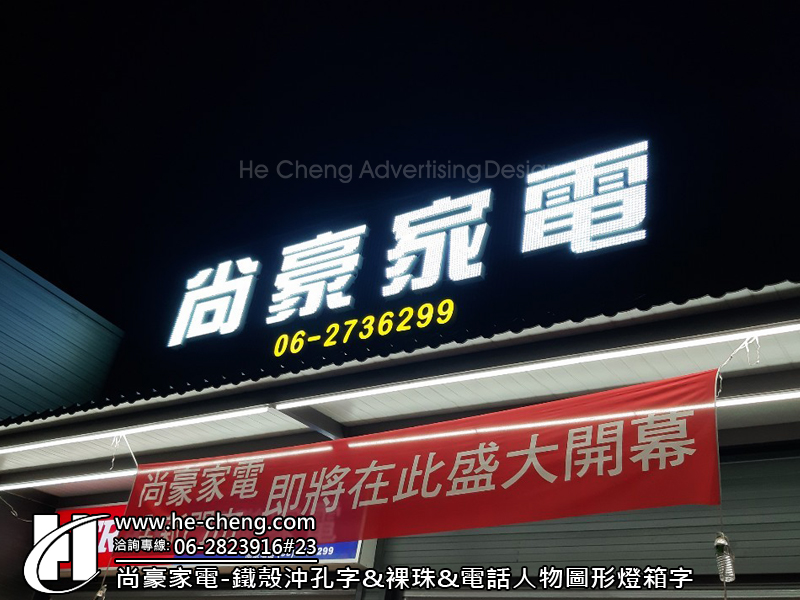 He Cheng AdvertisingDesign
尚豪家電
06-2736299
尚豪家電 即將在此盛大開幕
www.he-cheng.com
洽詢專線: 06-2823916#23
尚豪家電-鐵殼沖孔字&裸珠&電話人物圖形燈箱字